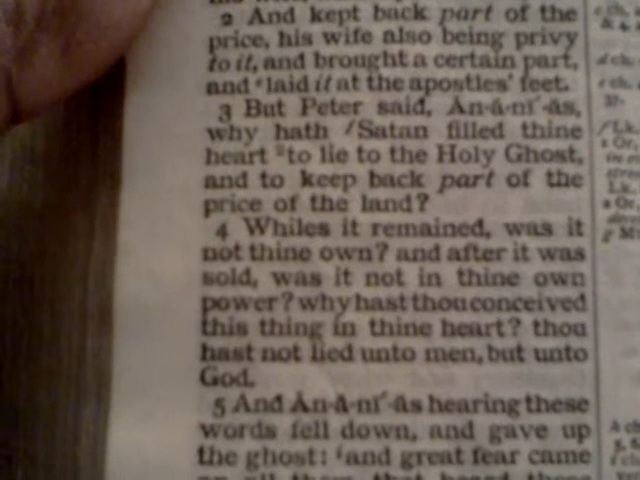 2 And kept back part of the
price, his wife also being privy
to it, and brought a certain part,
and laid it at the apostles' feet.
3 But Peter said, Ăn-ă-nī´-ăs,
why hath f Satan filled thine
heart 2 to lie to the Holy Ghost,
and to keep back part of the
price of the land?
4 Whiles it remained, was it
not thine own? and after it was
sold, was it not in thine own
power? why hast thou conceived
this thing in thine heart? thou
hast not lied unto men, but unto
God.
5 And Ăn-ă-nī´-ăs hearing these
words fell down, and gave up
the ghost: and great fear came